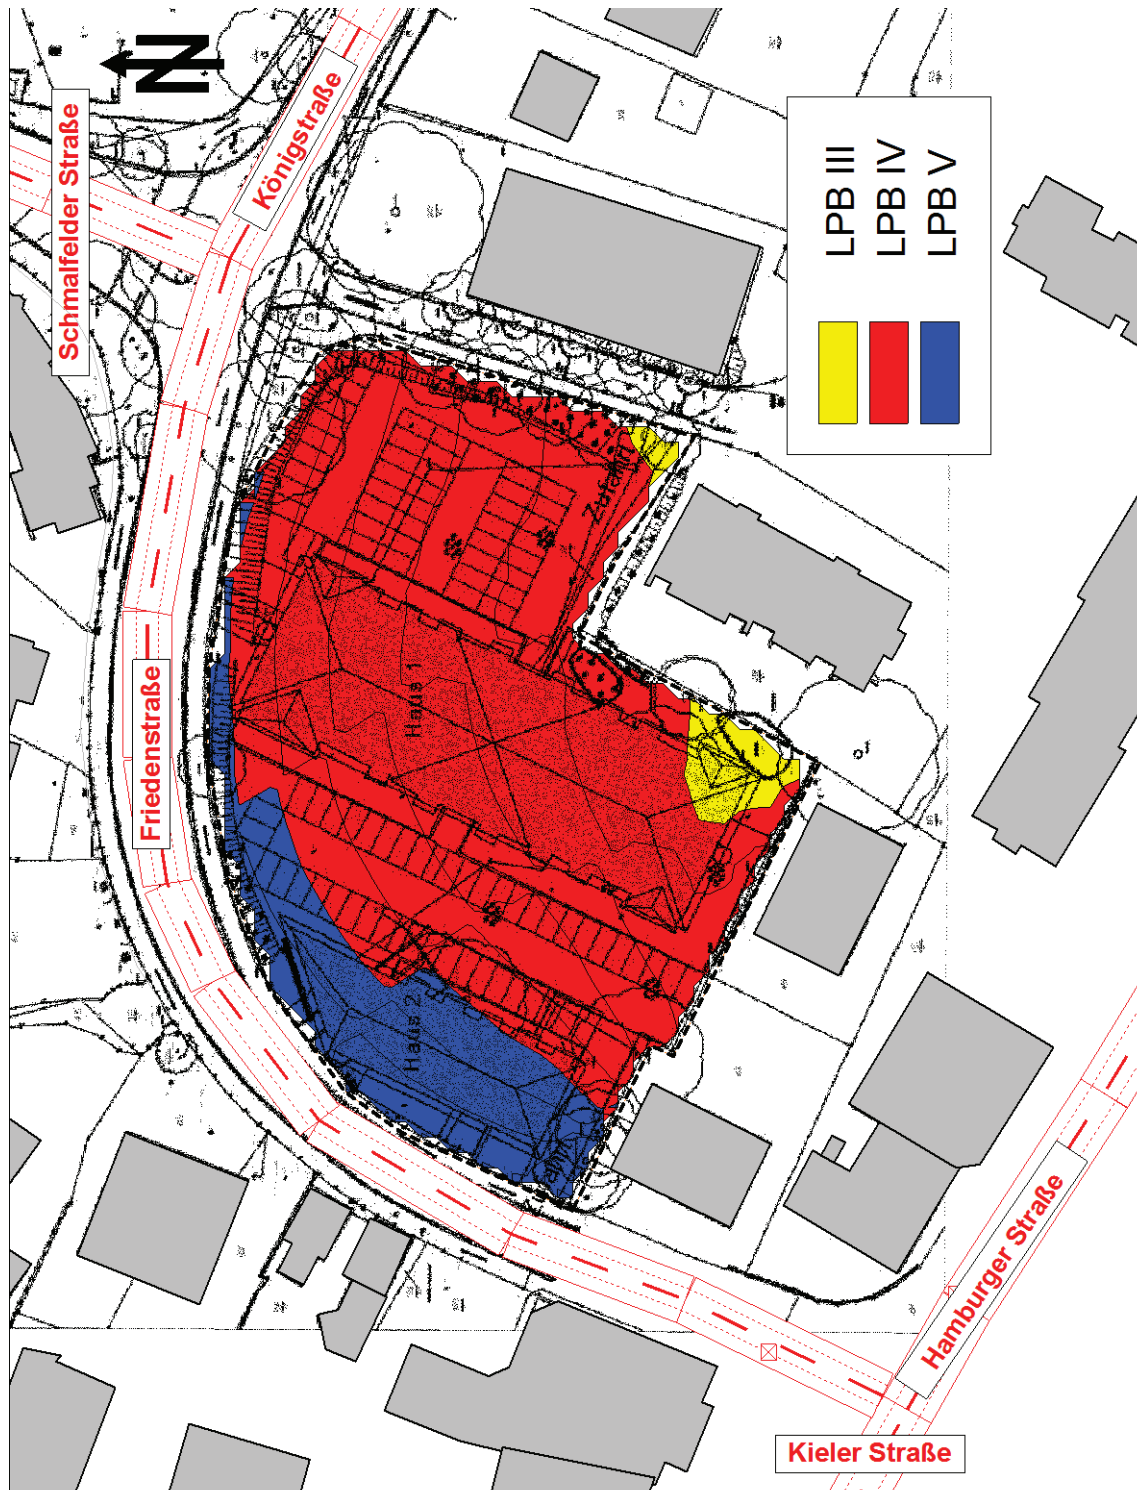 N
Schmalfelder Straße
Königstraße
LPB III
LPB IV
LPB V
Friedenstraße
Zufahrt
Haus 1
Haus 2
Hamburger Straße
Kieler Straße